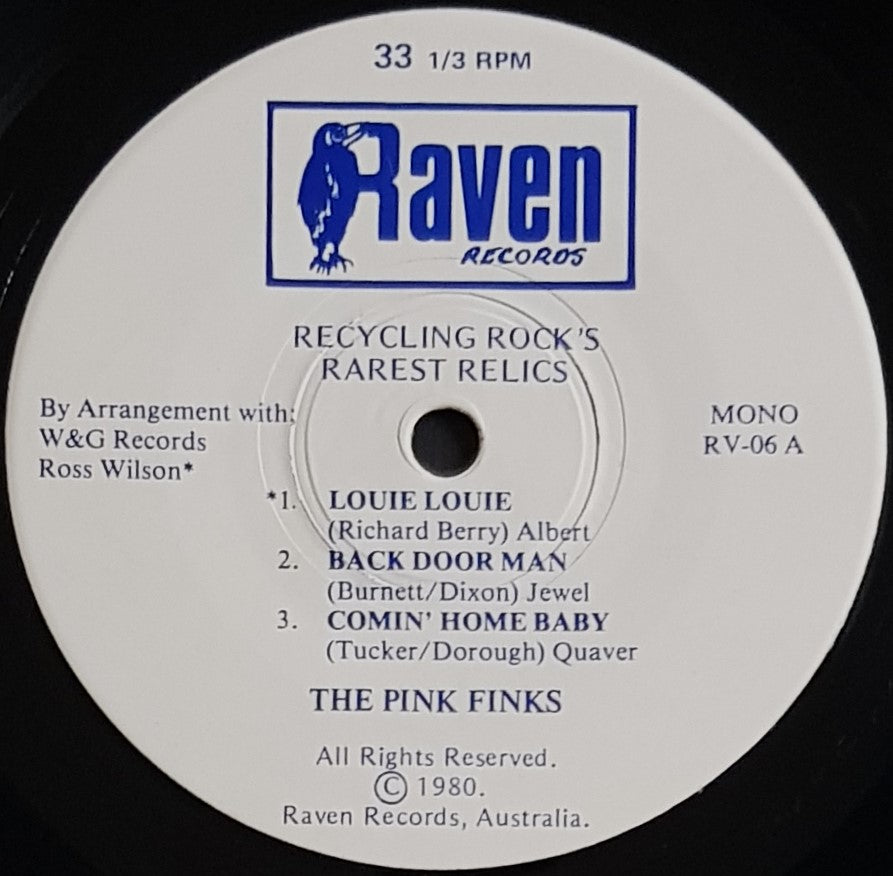 33 1/3 RPM
Raven
RECORDS
RECYCLING ROCK'S
RAREST RELICS
By Arrangement with:
W&G Records
Ross Wilson*
MONO
RV-06 A
*1. LOUIE LOUIE
(Richard Berry) Albert
2. BACK DOOR MAN
(Burnett/Dixon) Jewel
3. COMIN' HOME BABY
(Tucker/Dorough) Quaver
THE PINK FINKS
All Rights Reserved.
© 1980.
Raven Records, Australia.